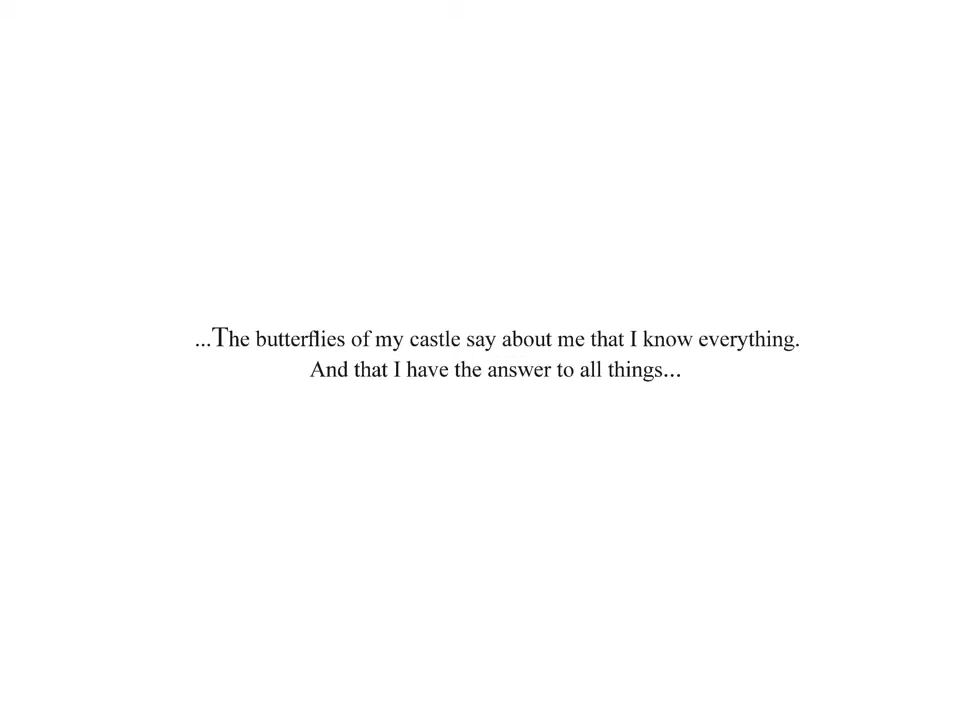 ...The butterflies of my castle say about me that I know everything.
And that I have the answer to all things...